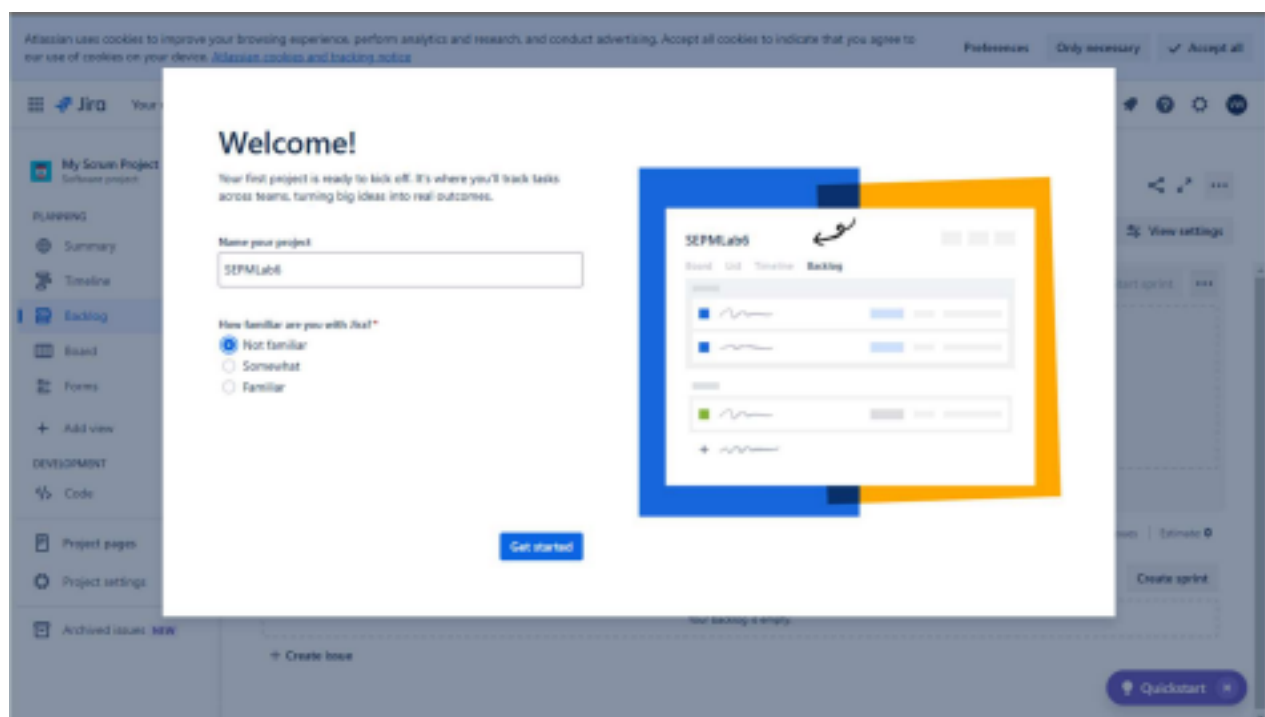 Atlassian uses cookies to improve your browsing experience, perform analytics and research, and conduct advertising. Accept all cookies to indicate that you agree to
our use of cookies on your device. Atlassian cookies and tracking notice
Preferences
Only necessary
Accept all
Jira
Your
My Scrum Project
Software project
PLANNING
Summary
Timeline
Backlog
Board
Forms
Add view
DEVELOPMENT
Code
Project pages
Project settings
Archived issues NEW
Welcome!
Your first project is ready to kick off. It's where you'll track tasks
across teams, turning big ideas into real outcomes.
Name your project
SEPMLab6
How familiar are you with Jira?*
Not familiar
Somewhat
Familiar
Get started
SEPMLab6
Board List Timeline Backlog
View settings
sprint
Estimate 0
Create sprint
Your backlog is empty.
+ Create issue
Quickstart